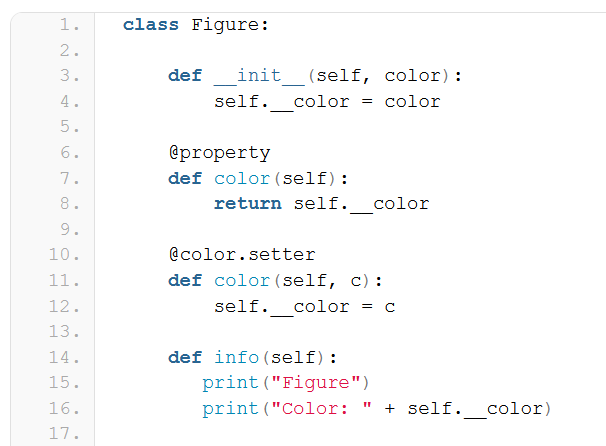 1. class Figure:
2.
3.     def __init__(self, color):
4.         self.__color = color
5.
6.     @property
7.     def color(self):
8.         return self.__color
9.
10.     @color.setter
11.     def color(self, c):
12.         self.__color = c
13.
14.     def info(self):
15.        print("Figure")
16.        print("Color: " + self.__color)
17.